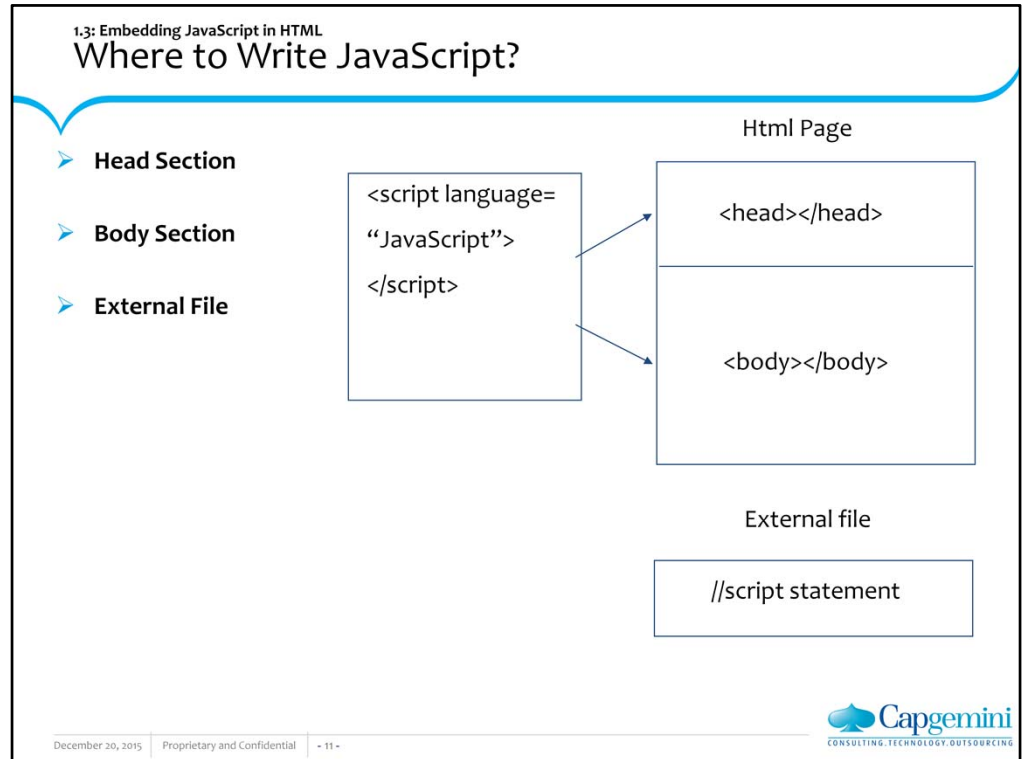 1.3: Embedding JavaScript in HTML
Where to Write JavaScript?
➢ Head Section
➢ Body Section
➢ External File
<script language=
“JavaScript”>
</script>
Html Page
<head></head>
<body></body>
External file
//script statement
December 20, 2015 Proprietary and Confidential - 11 -
Capgemini
CONSULTING.TECHNOLOGY.OUTSOURCING